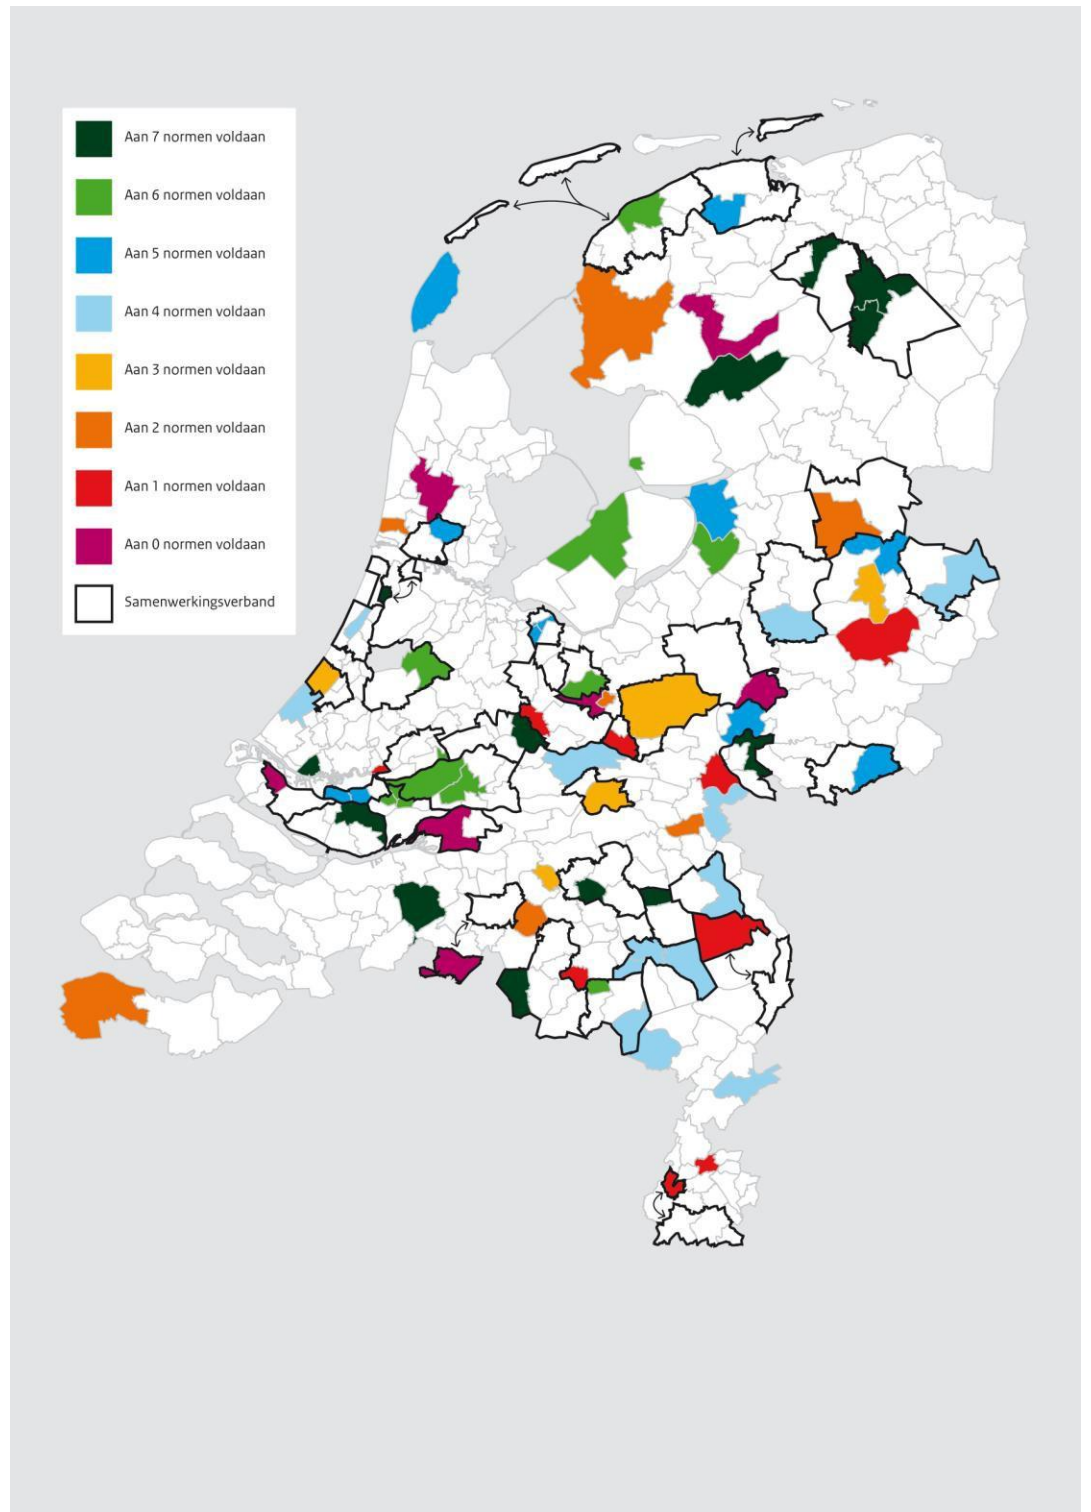 Aan 7 normen voldaan
Aan 6 normen voldaan
Aan 5 normen voldaan
Aan 4 normen voldaan
Aan 3 normen voldaan
Aan 2 normen voldaan
Aan 1 normen voldaan
Aan 0 normen voldaan
Samenwerkingsverband